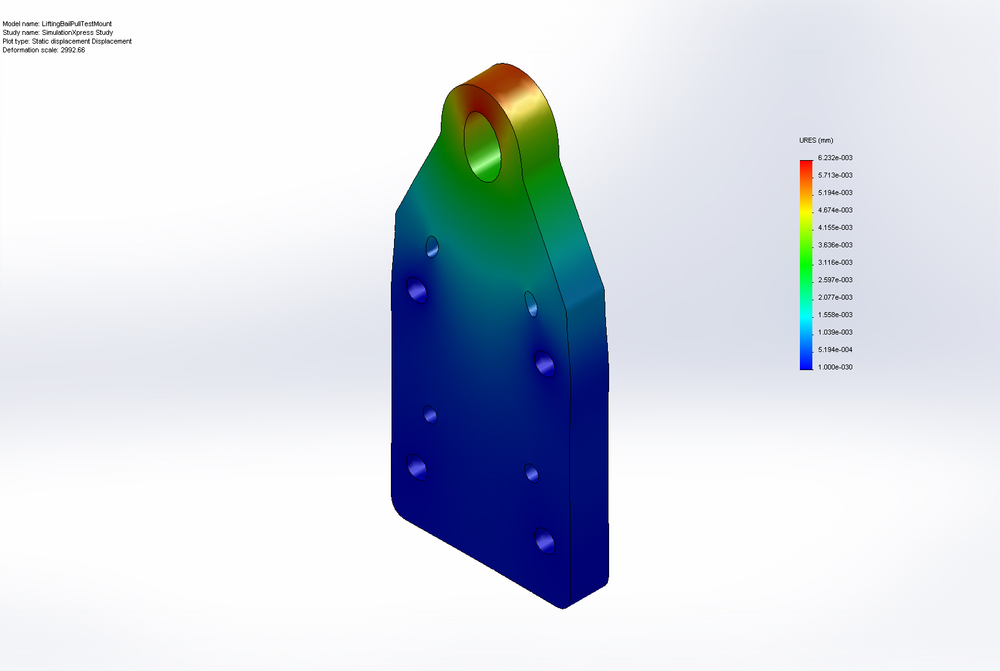 Model name: LiftingBailPullTestMount
Study name: SimulationXpress Study
Plot type: Static displacement Displacement
Deformation scale: 2992.66
URES (mm)
6.232e-003
5.713e-003
5.194e-003
4.674e-003
4.155e-003
3.636e-003
3.116e-003
2.597e-003
2.077e-003
1.558e-003
1.039e-003
5.194e-004
1.000e-030